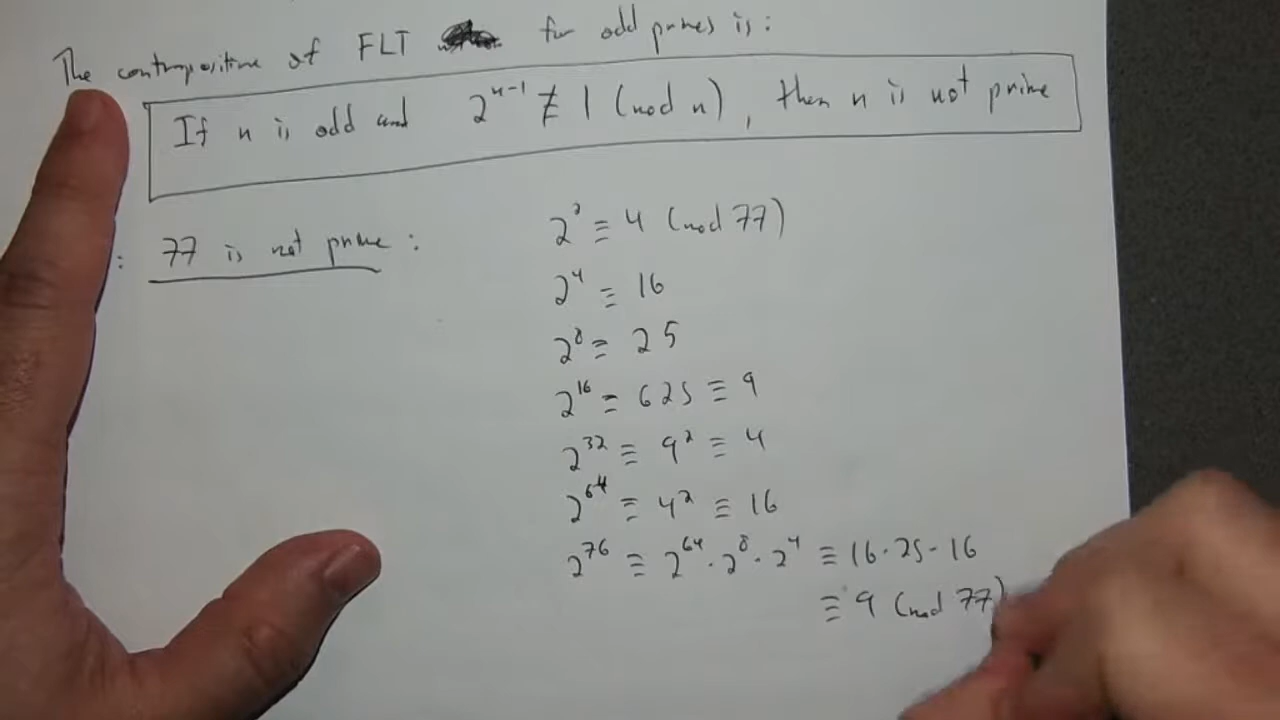 The contrapositive of FLT for odd primes is:
If n is odd and 2^{n-1} ≢ 1 (mod n), then n is not prime
: 77 is not prime:
2^2 ≡ 4 (mod 77)
2^4 ≡ 16
2^8 ≡ 25
2^16 ≡ 625 ≡ 9
2^32 ≡ 9^2 ≡ 4
2^64 ≡ 4^2 ≡ 16
2^76 ≡ 2^64 · 2^8 · 2^4 ≡ 16 · 25 · 16
≡ 9 (mod 77)